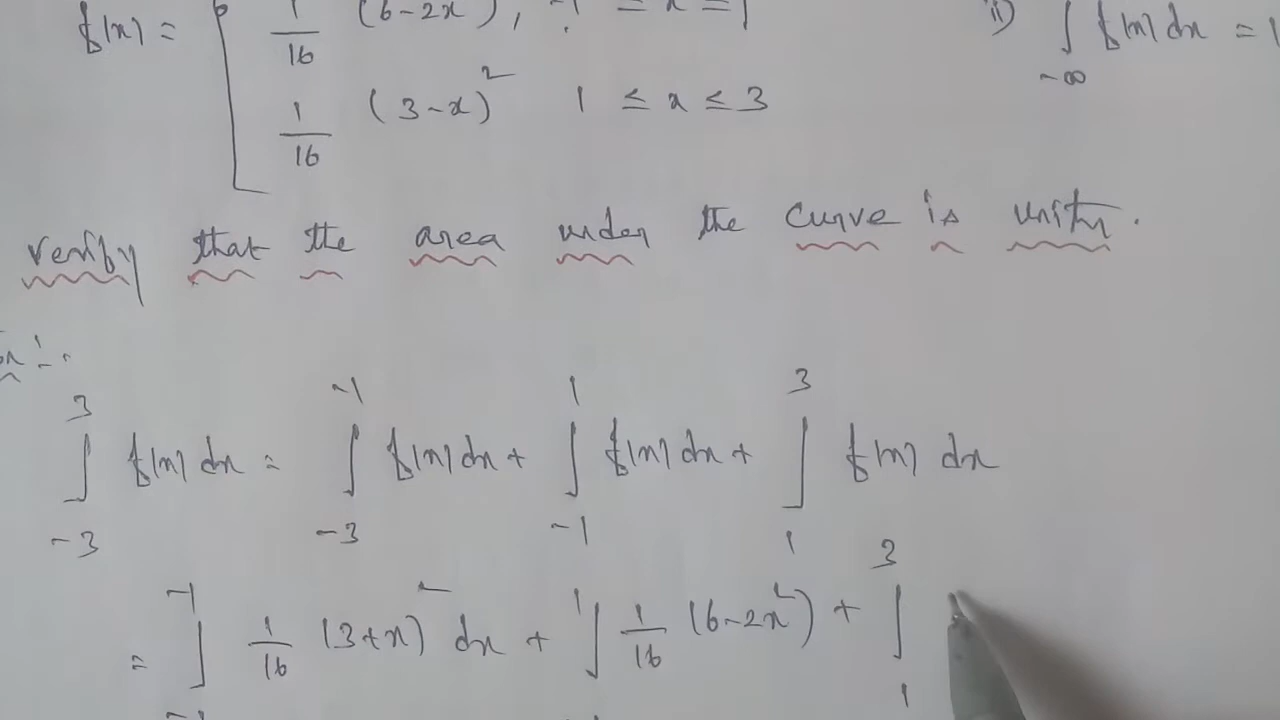 f(x) = { 1/16 (6-2x²), -1 ≤ x ≤ 1
ii) ∫_{-∞} f(x) dx = 1
1/16 (3-x)² 1 ≤ x ≤ 3
verify that the area under the curve is unity.
∫_{-3}^{3} f(x) dx = ∫_{-3}^{-1} f(x) dx + ∫_{-1}^{1} f(x) dx + ∫_{1}^{3} f(x) dx
= ∫^{-1} 1/16 (3+x)² dx + ∫^{1} 1/16 (6-2x²) + ∫_{1}^{3}